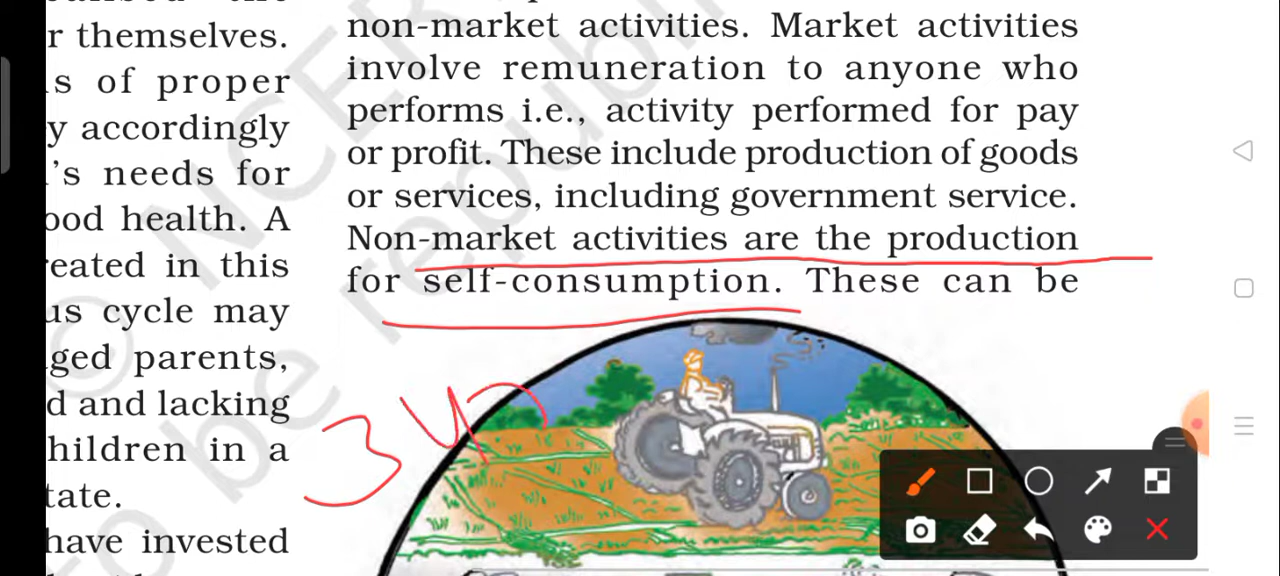 r themselves.
s of proper
y accordingly
's needs for
ood health. A
eated in this
us cycle may
ged parents,
d and lacking
hildren in a
tate.
have invested
non-market activities. Market activities
involve remuneration to anyone who
performs i.e., activity performed for pay
or profit. These include production of goods
or services, including government service.
Non-market activities are the production
for self-consumption. These can be